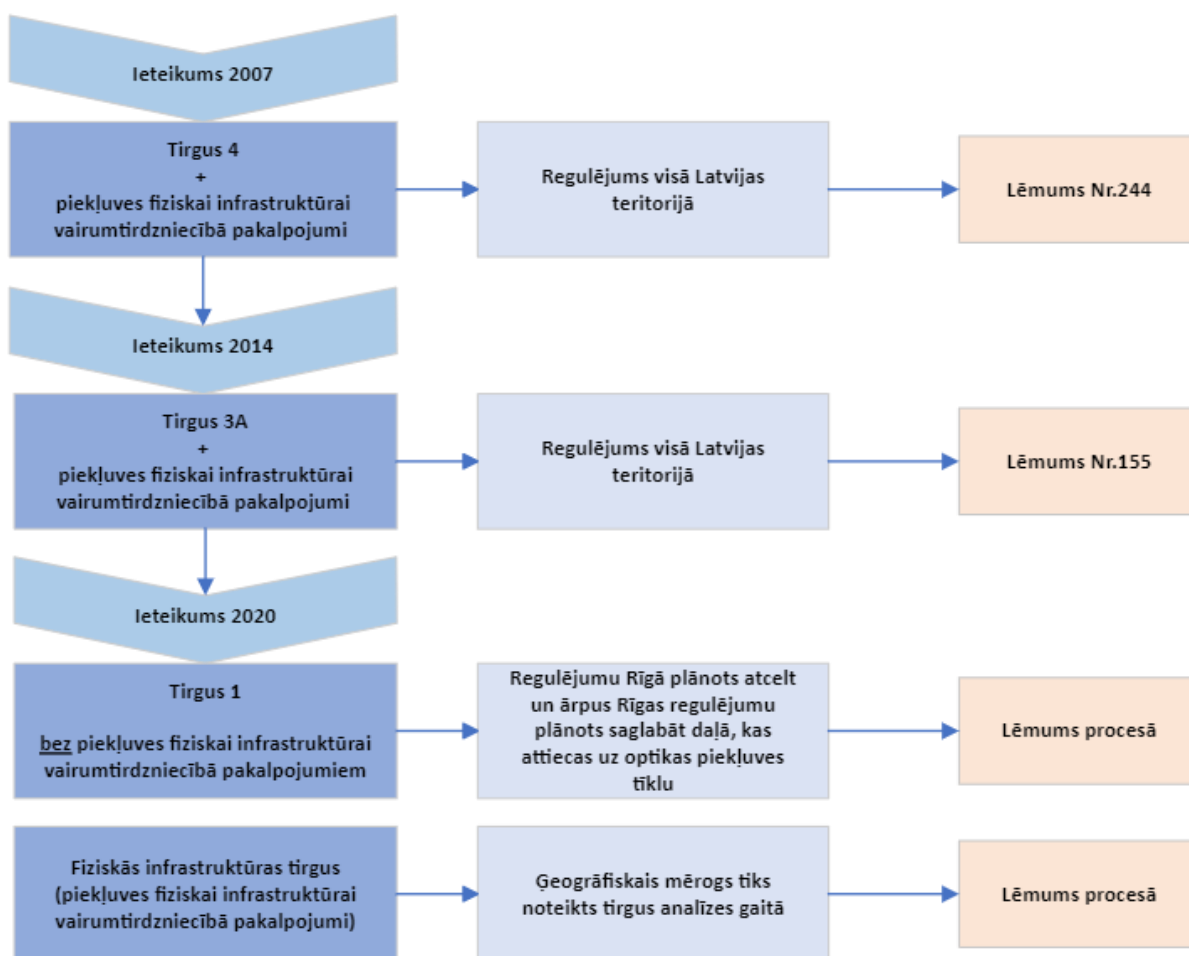 Ieteikums 2007
Tirgus 4
+
piekļuves fiziskai infrastruktūrai
vairumtirdzniecībā pakalpojumi
Regulējums visā Latvijas
teritorijā
Lēmums Nr.244
Ieteikums 2014
Tirgus 3A
+
piekļuves fiziskai infrastruktūrai
vairumtirdzniecībā pakalpojumi
Regulējums visā Latvijas
teritorijā
Lēmums Nr.155
Ieteikums 2020
Tirgus 1
bez piekļuves fiziskai infrastruktūrai
vairumtirdzniecībā pakalpojumiem
Regulējumu Rīgā plānots atcelt
un ārpus Rīgas regulējumu
plānots saglabāt daļā, kas
attiecas uz optikas piekļuves
tīklu
Lēmums procesā
Fiziskās infrastruktūras tirgus
(piekļuves fiziskai infrastruktūrai
vairumtirdzniecībā pakalpojumi)
Ģeogrāfiskais mērogs tiks
noteikts tirgus analīzes gaitā
Lēmums procesā